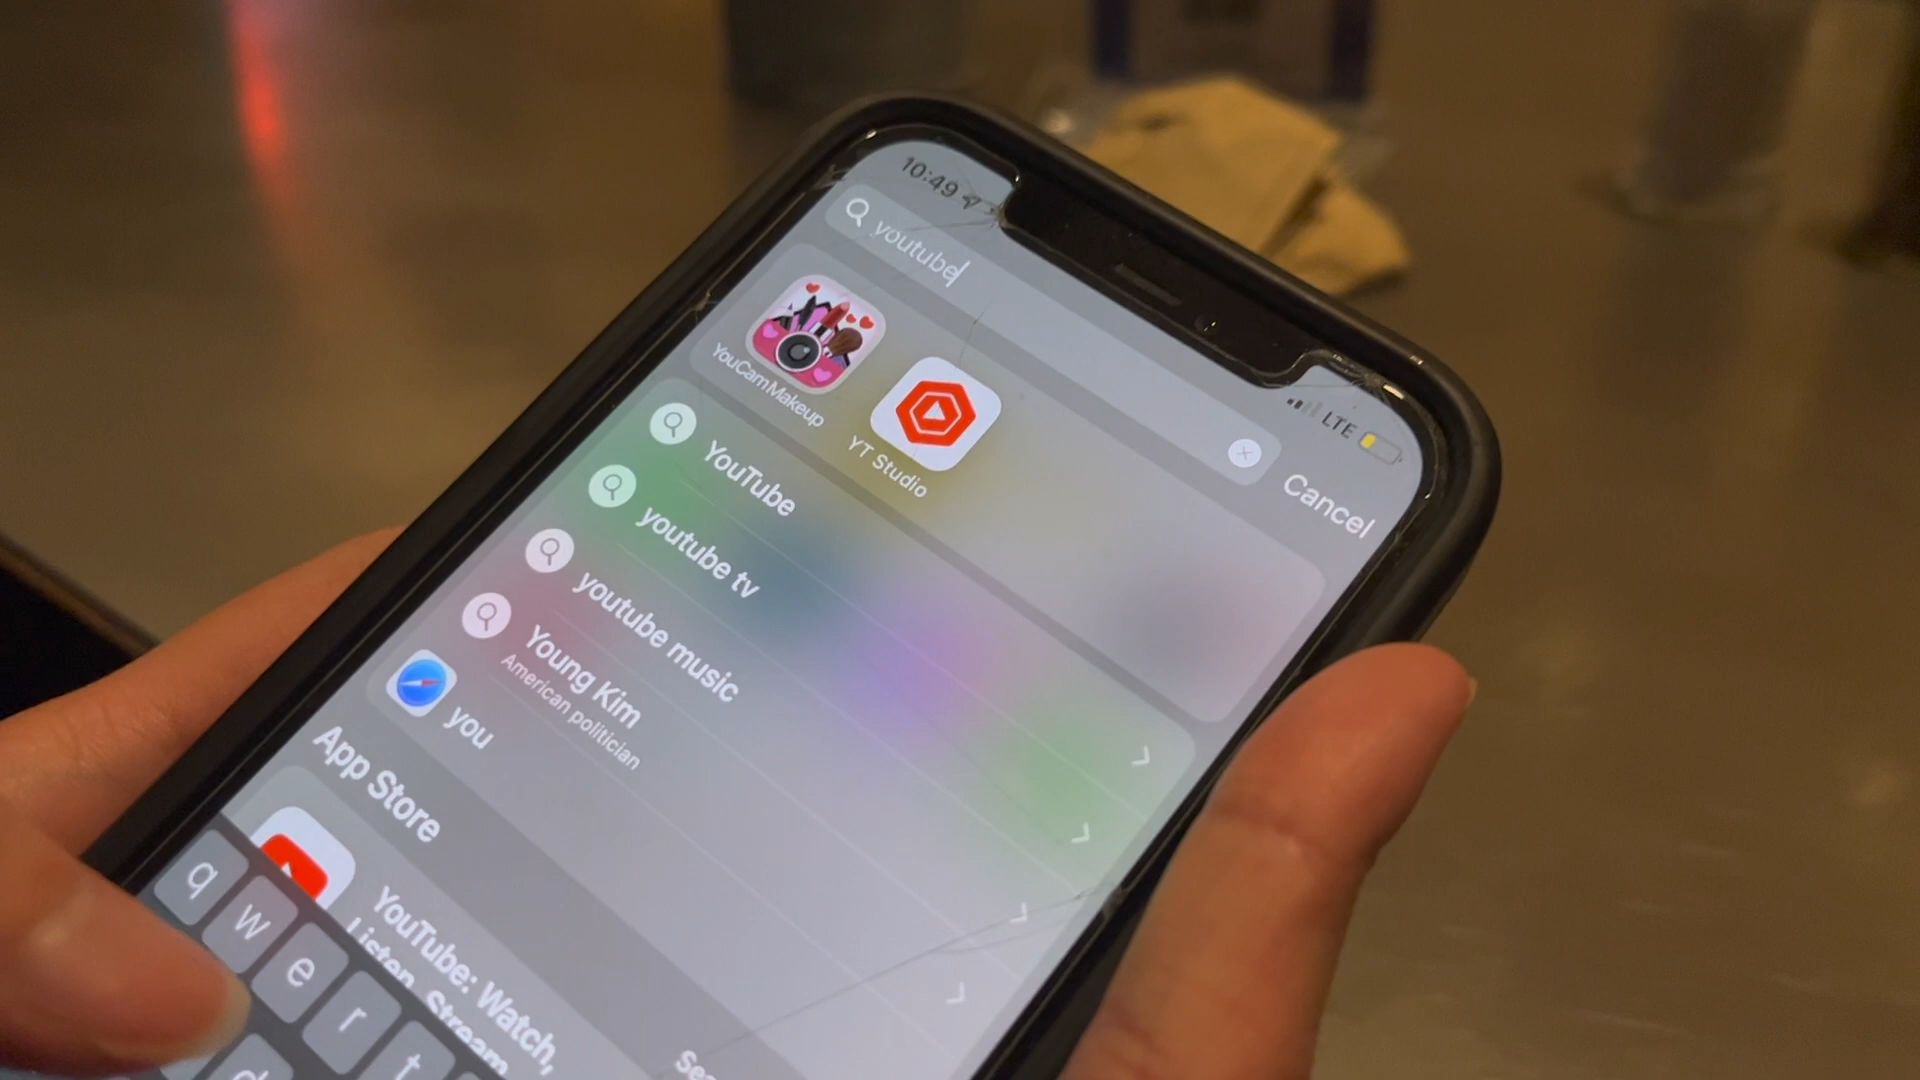 10:49
LTE
youtube
Cancel
YouCamMakeup
YT Studio
YouTube
youtube tv
youtube music
Young Kim
American politician
you
App Store
YouTube: Watch,
Listen, Stream
q
w
e
r
t